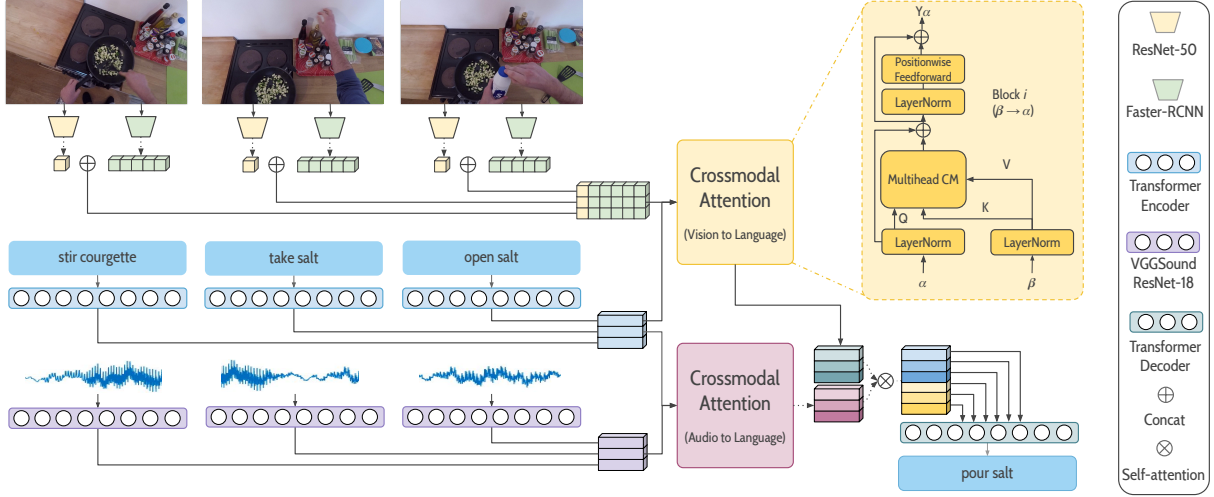 stir courgette
take salt
open salt
Crossmodal
Attention
(Vision to Language)
Crossmodal
Attention
(Audio to Language)
Yα
Positionwise
Feedforward
LayerNorm
Block i
(β → α)
Multihead CM
V
K
Q
LayerNorm
LayerNorm
α
β
pour salt
ResNet-50
Faster-RCNN
Transformer
Encoder
VGGSound
ResNet-18
Transformer
Decoder
Concat
Self-attention